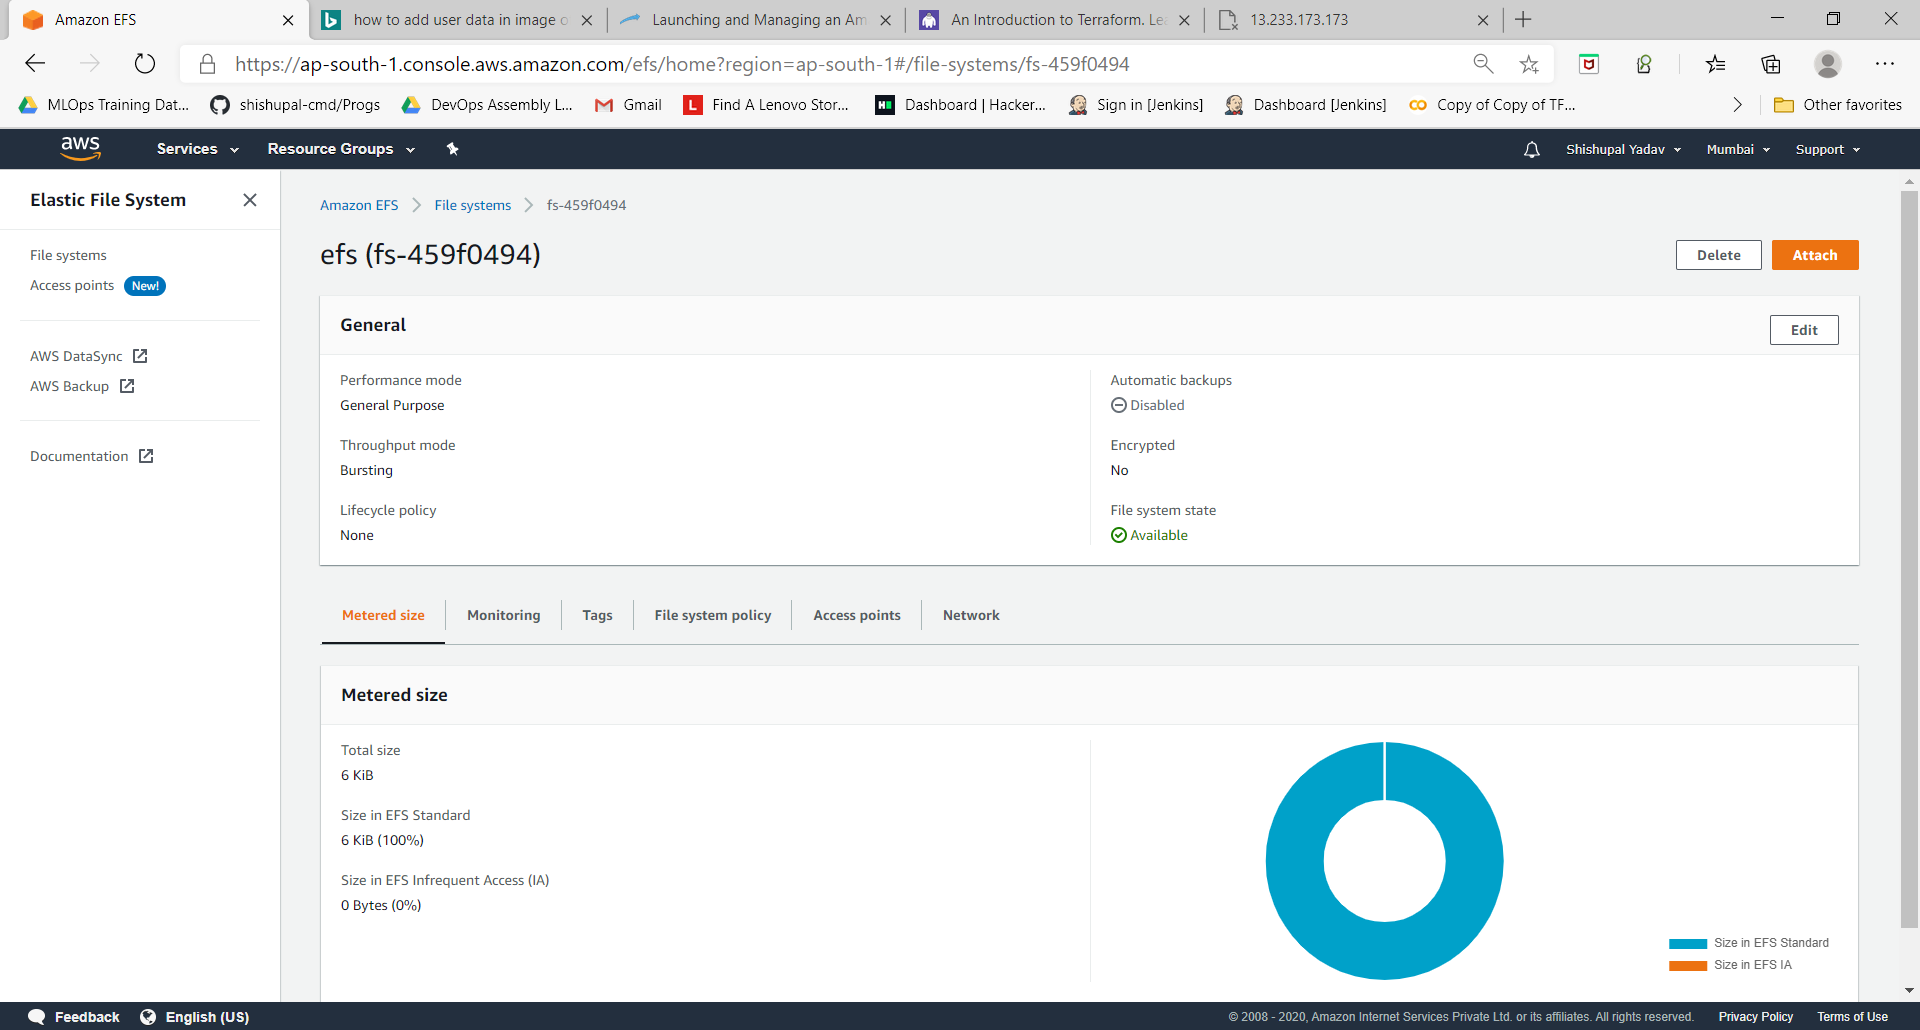 Amazon EFS
how to add user data in image o
Launching and Managing an Am
An Introduction to Terraform. Le
13.233.173.173
https://ap-south-1.console.aws.amazon.com/efs/home?region=ap-south-1#/file-systems/fs-459f0494
MLOps Training Dat...
shishupal-cmd/Progs
DevOps Assembly L...
Gmail
Find A Lenovo Stor...
Dashboard | Hacker...
Sign in [Jenkins]
Dashboard [Jenkins]
Copy of Copy of TF...
Other favorites
aws
Services
Resource Groups
Shishupal Yadav
Mumbai
Support
Elastic File System
File systems
Access points New!
AWS DataSync
AWS Backup
Documentation
Amazon EFS
File systems
fs-459f0494
efs (fs-459f0494)
Delete
Attach
General
Edit
Performance mode
General Purpose
Throughput mode
Bursting
Lifecycle policy
None
Automatic backups
Disabled
Encrypted
No
File system state
Available
Metered size
Monitoring
Tags
File system policy
Access points
Network
Metered size
Total size
6 KiB
Size in EFS Standard
6 KiB (100%)
Size in EFS Infrequent Access (IA)
0 Bytes (0%)
Size in EFS Standard
Size in EFS IA
Feedback
English (US)
© 2008 - 2020, Amazon Internet Services Private Ltd. or its affiliates. All rights reserved.
Privacy Policy
Terms of Use